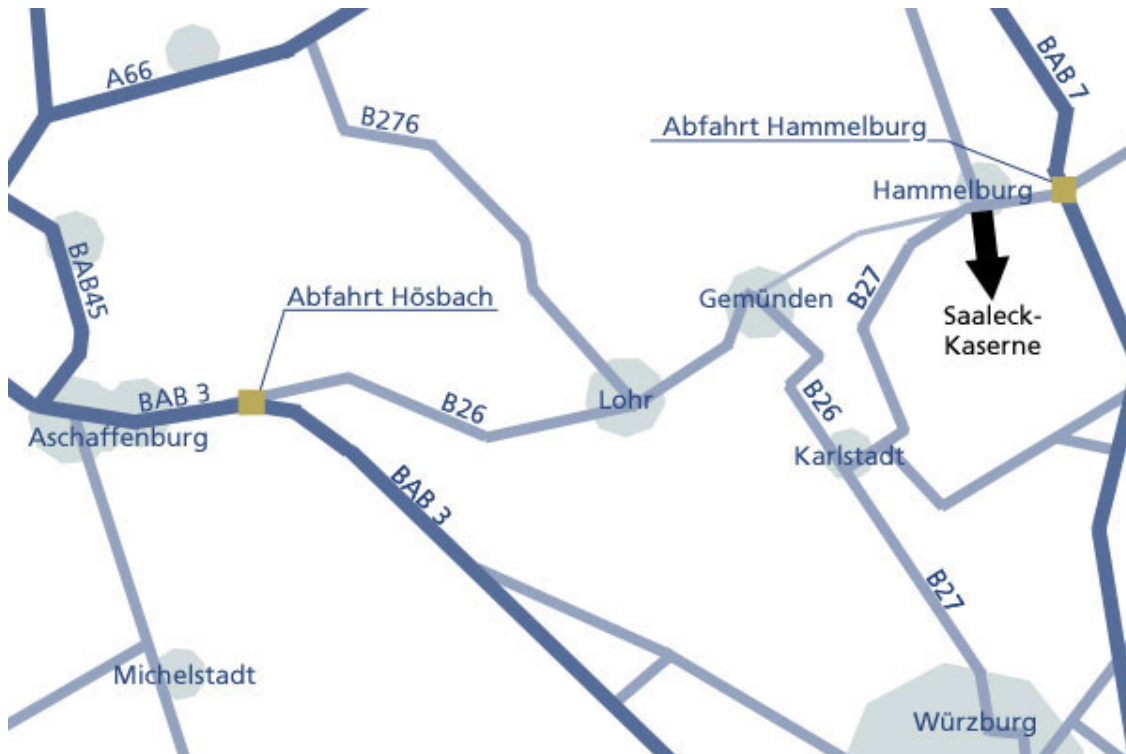 A66
BAB 7
B276
Abfahrt Hammelburg
Hammelburg
BAB45
Abfahrt Hösbach
Gemünden
B27
Saaleck-
Kaserne
BAB 3
B26
Lohr
B26
Aschaffenburg
Karlstadt
BAB 3
B27
Michelstadt
Würzburg